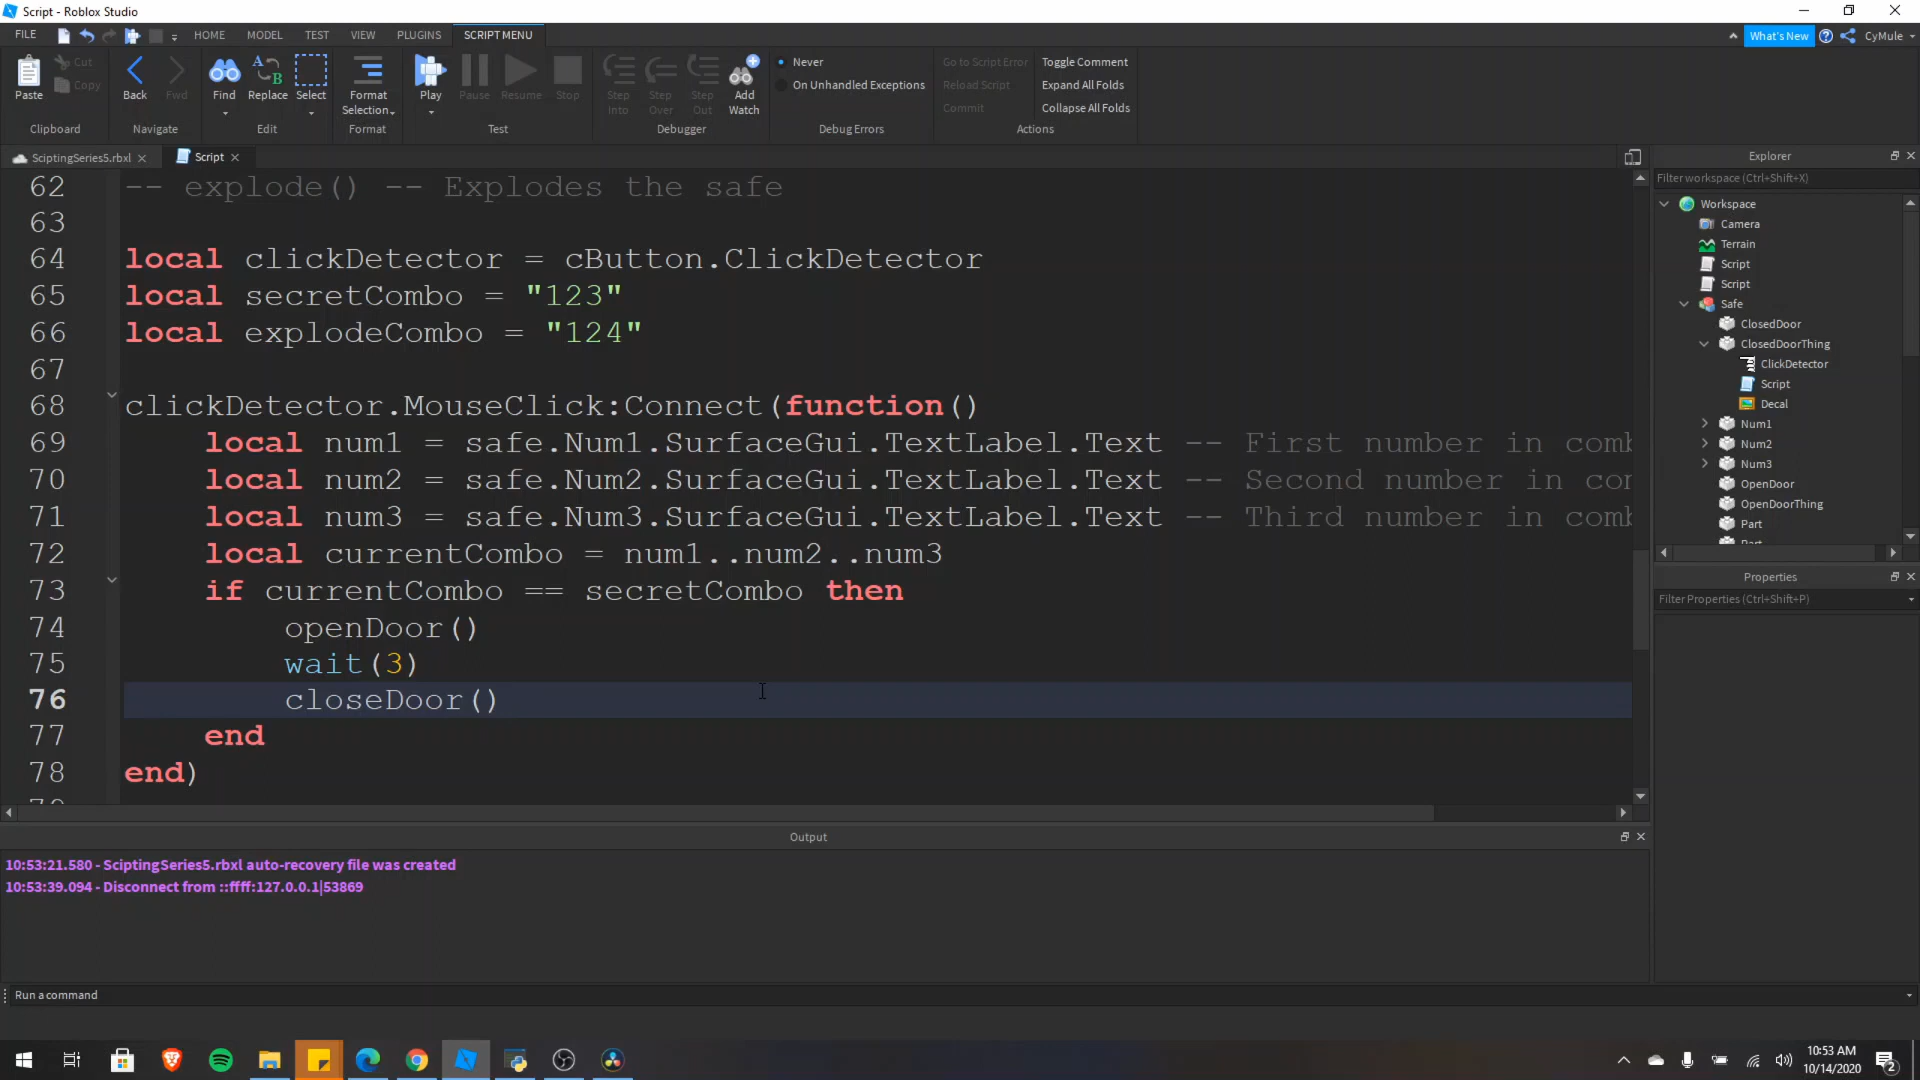 Script - Roblox Studio
FILE HOME MODEL TEST VIEW PLUGINS SCRIPT MENU What's New CyMule
Paste Cut Copy Clipboard
Back Fwd Navigate
Find Replace Select Edit
Format Selection Format
Play Pause Resume Stop Test
Step Into Step Over Step Out Add Watch Debugger
Never
On Unhandled Exceptions
Debug Errors
Go to Script Error Toggle Comment
Reload Script Expand All Folds
Commit Collapse All Folds
Actions
SciptingSeries5.rbxl Script
62 -- explode() -- Explodes the safe
63
64 local clickDetector = cButton.ClickDetector
65 local secretCombo = "123"
66 local explodeCombo = "124"
67
68 clickDetector.MouseClick:Connect(function()
69 local num1 = safe.Num1.SurfaceGui.TextLabel.Text -- First number in
70 local num2 = safe.Num2.SurfaceGui.TextLabel.Text -- Second number in
71 local num3 = safe.Num3.SurfaceGui.TextLabel.Text -- Third number in
72 local currentCombo = num1..num2..num3
73 if currentCombo == secretCombo then
74 openDoor()
75 wait(3)
76 closeDoor()
77 end
78 end)
Output
10:53:21.580 - SciptingSeries5.rbxl auto-recovery file was created
10:53:39.094 - Disconnect from ::ffff:127.0.0.1|53869
Run a command
Explorer
Filter workspace (Ctrl+Shift+X)
Workspace
Camera
Terrain
Script
Script
Safe
ClosedDoor
ClosedDoorThing
ClickDetector
Script
Decal
Num1
Num2
Num3
OpenDoor
OpenDoorThing
Part
Properties
Filter Properties (Ctrl+Shift+P)
10:53 AM
10/14/2020
2